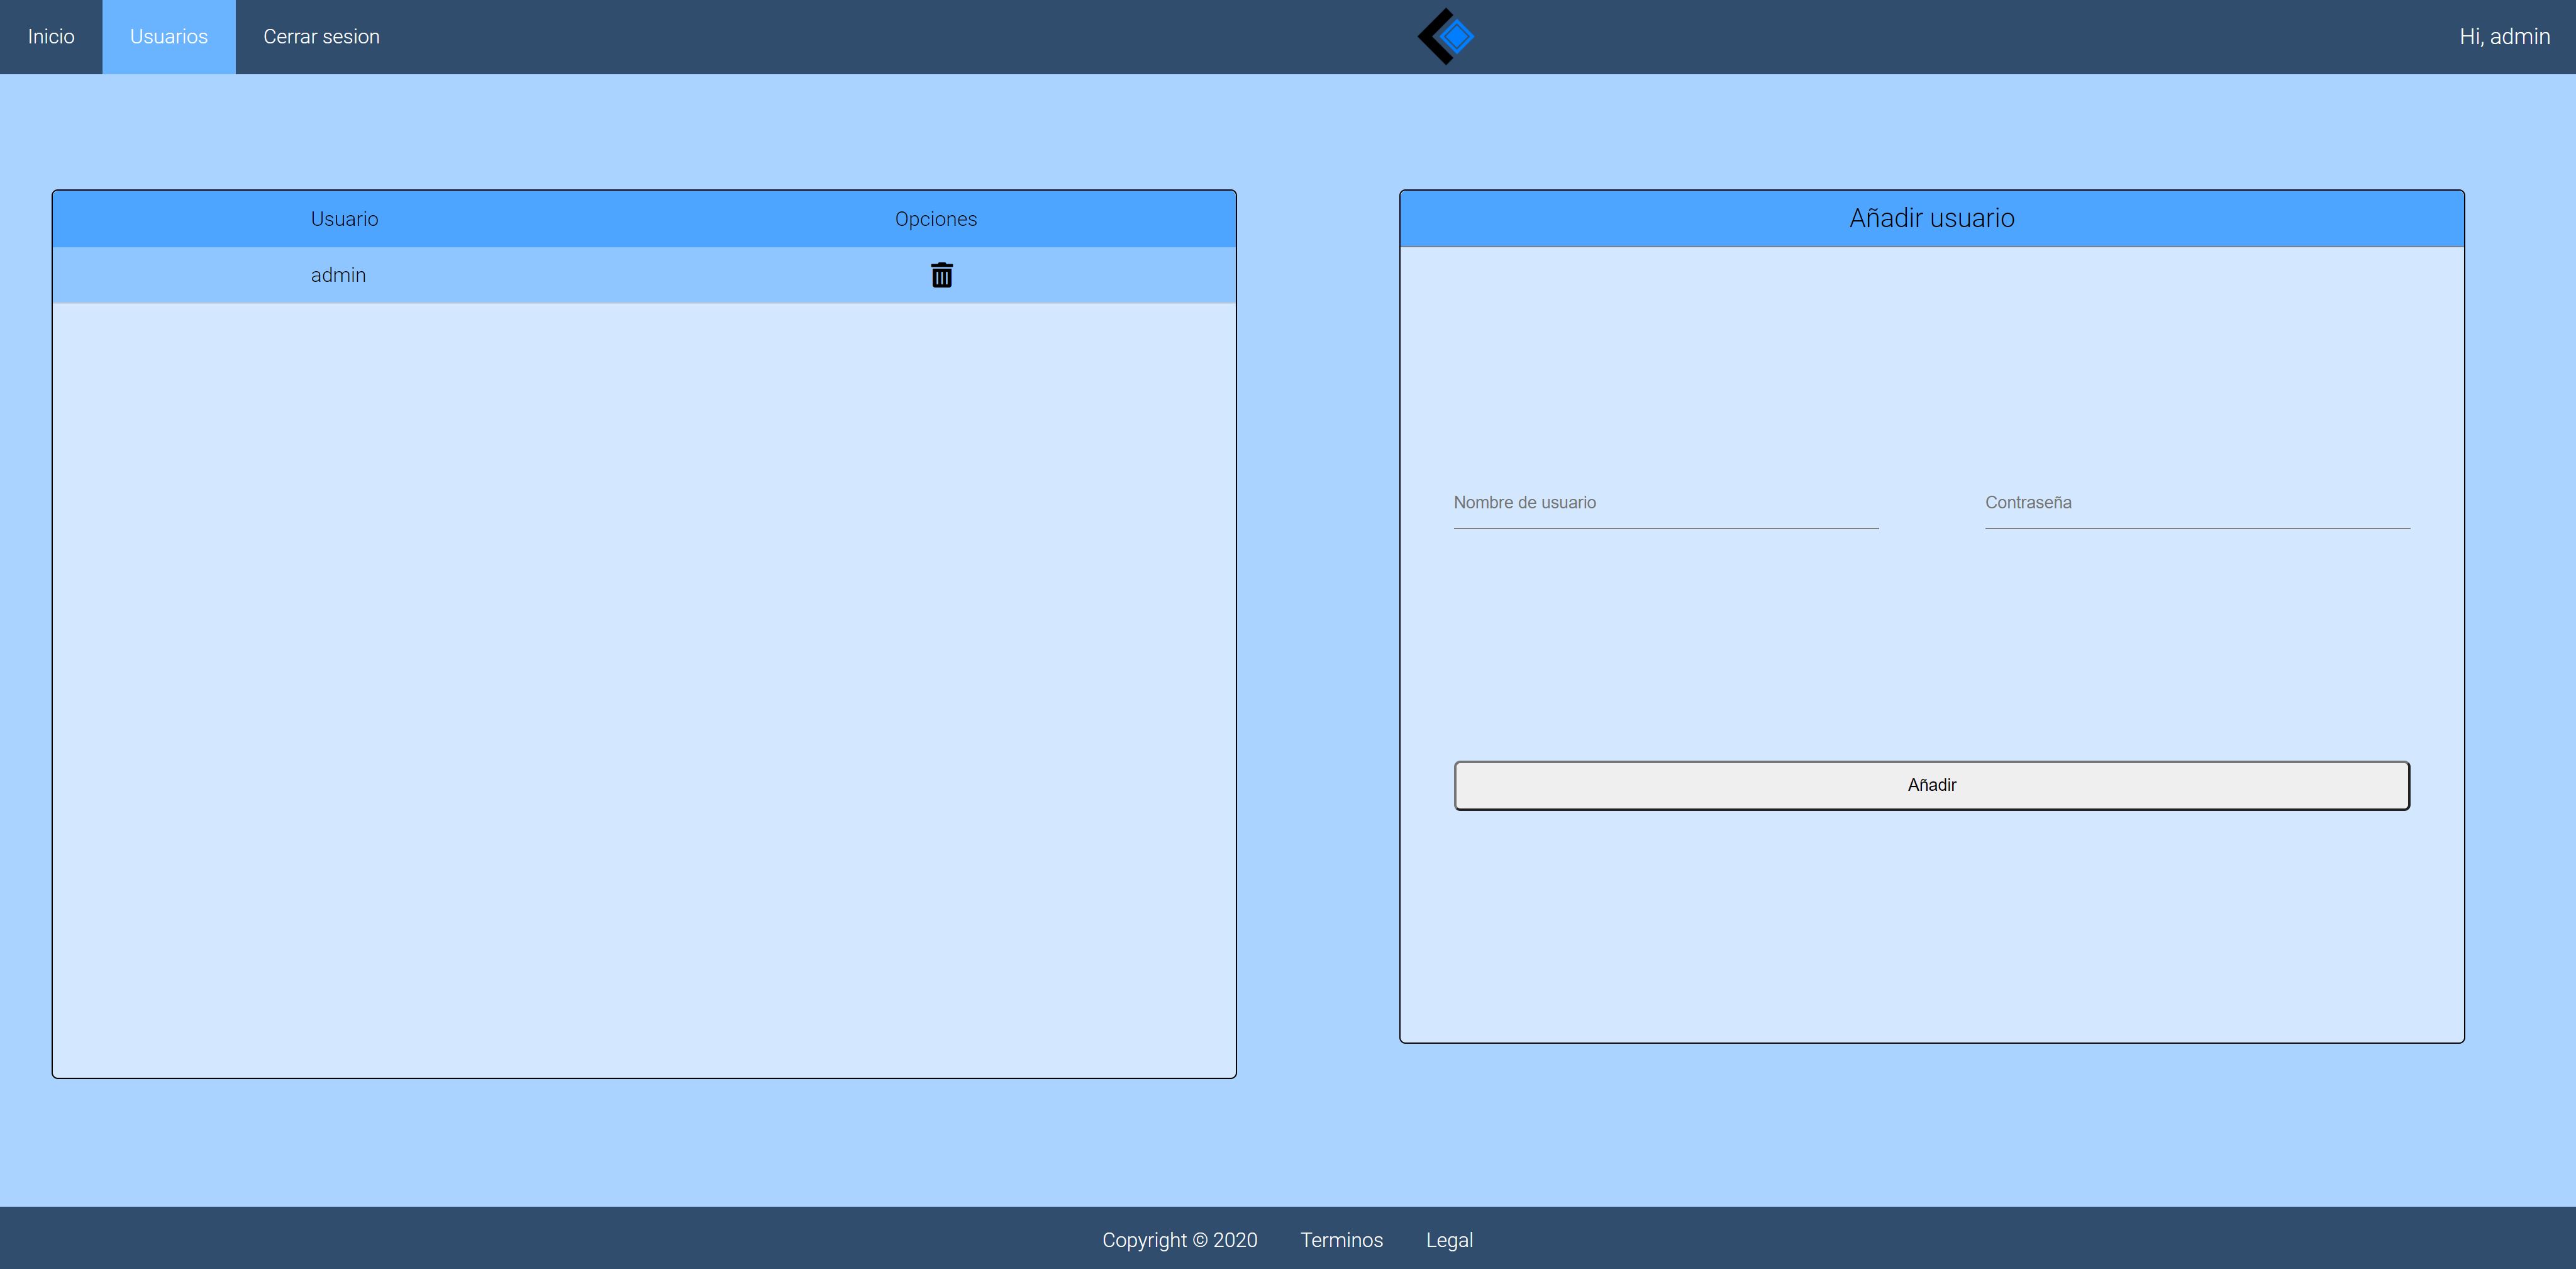 Inicio Usuarios Cerrar sesion Hi, admin
Usuario Opciones
admin
Añadir usuario
Nombre de usuario Contraseña
Añadir
Copyright © 2020 Terminos Legal